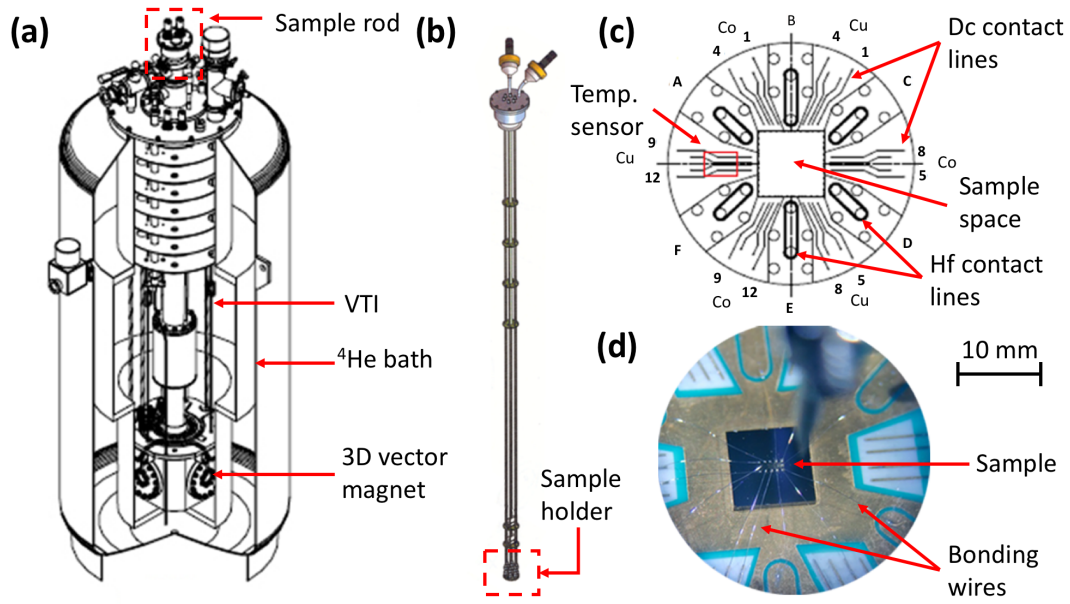 (a)
Sample rod
VTI
⁴He bath
3D vector
magnet
(b)
Sample
holder
(c)
B
Co
Cu
4
1
4
1
A
C
Temp.
sensor
Dc contact
lines
9
Cu
12
8
Co
5
Sample
space
F
D
9
Co
12
8
5
Cu
E
Hf contact
lines
(d)
10 mm
Sample
Bonding
wires